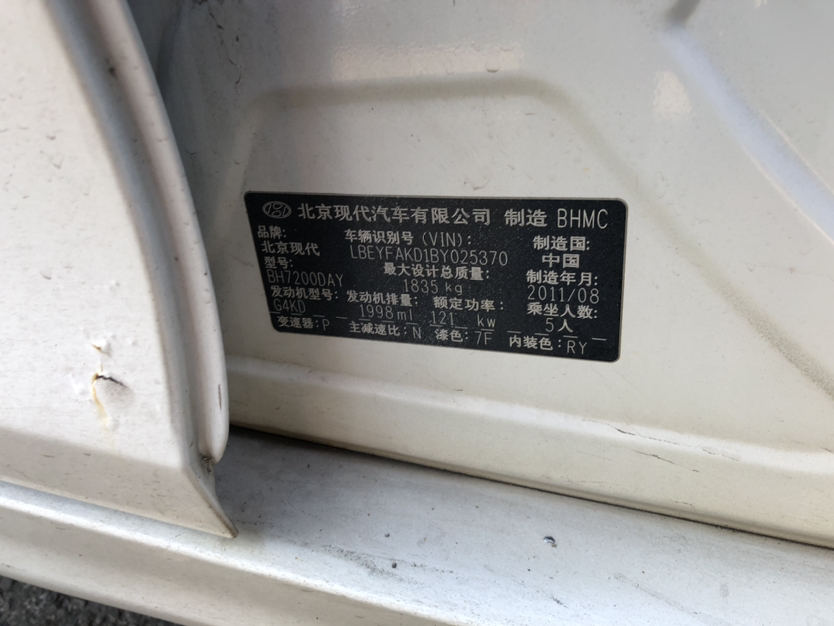 北京现代汽车有限公司 制造 BHMC
品牌: 车辆识别号 (VIN): 制造国:
北京现代 LBEYFAKD1BY025370 中国
型号: 最大设计总质量: 制造年月:
BH7200DAY 1835 kg 2011/08
发动机型号: 发动机排量: 额定功率: 乘坐人数:
G4KD 1998 ml 121 kw 5人
变速器:P 主减速比:N 漆色:7F 内装色:RY